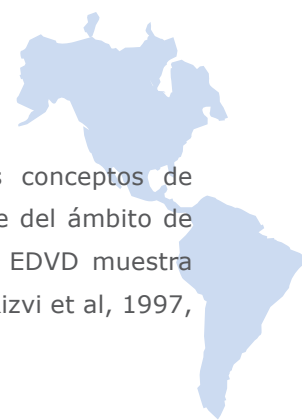 conceptos de
e del ámbito de
EDVD muestra
izvi et al, 1997,